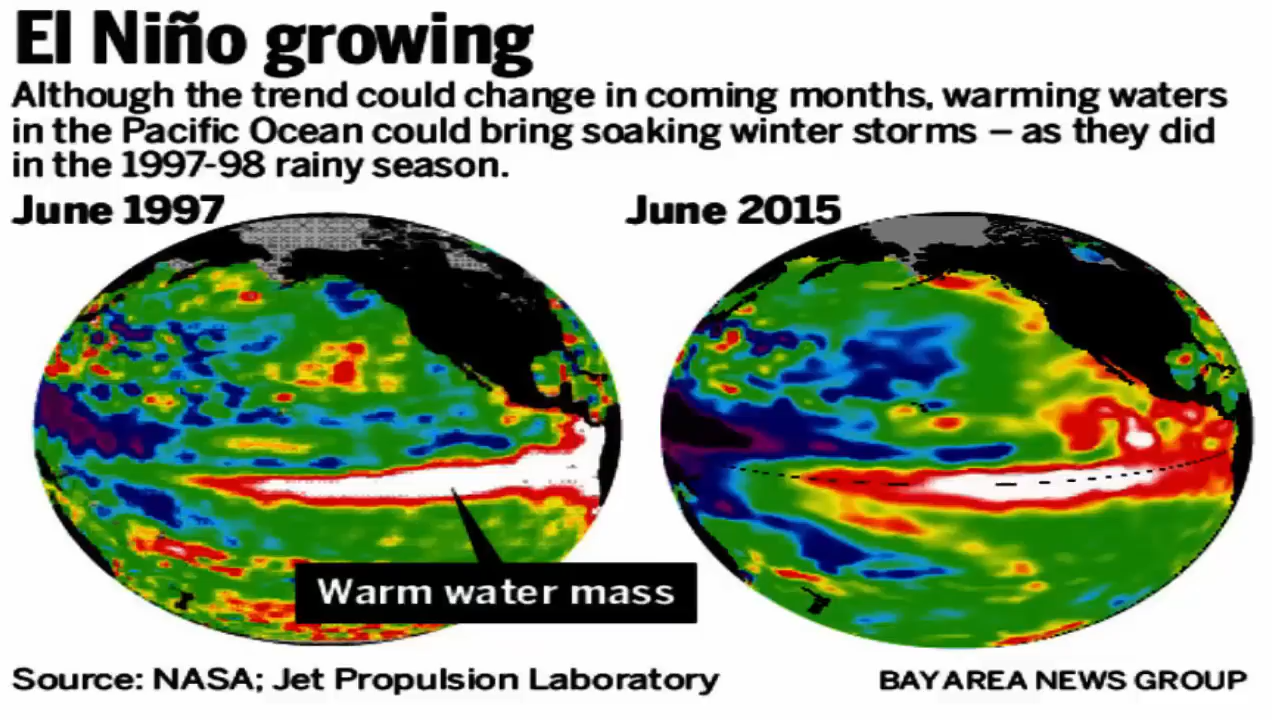 El Niño growing
Although the trend could change in coming months, warming waters
in the Pacific Ocean could bring soaking winter storms – as they did
in the 1997-98 rainy season.
June 1997
June 2015
Warm water mass
Source: NASA; Jet Propulsion Laboratory
BAY AREA NEWS GROUP